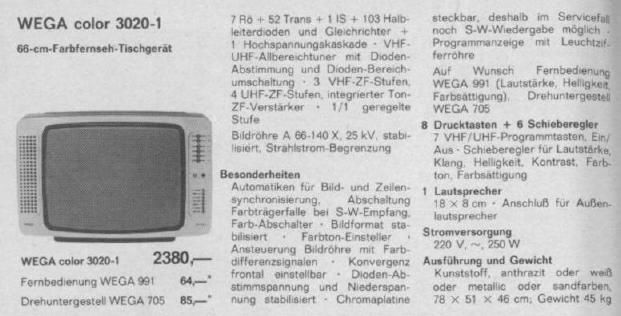 WEGA color 3020-1
66-cm-Farbfernseh-Tischgerät
WEGA color 3020-1 2380,—
Fernbedienung WEGA 991 64,—*
Drehuntergestell WEGA 705 85,—*
7 Rö + 52 Trans + 1 IS + 103 Halb-
leiterdioden und Gleichrichter +
1 Hochspannungskaskade · VHF-
UHF-Allbereichtuner mit Dioden-
Abstimmung und Dioden-Bereich-
umschaltung · 3 VHF-ZF-Stufen,
4 UHF-ZF-Stufen, integrierter Ton-
ZF-Verstärker · 1/1 geregelte
Stufe
Bildröhre A 66-140 X, 25 kV, stabi-
lisiert, Strahlstrom-Begrenzung
Besonderheiten
Automatiken für Bild- und Zeilen-
synchronisierung, Abschaltung
Farbträgerfalle bei S-W-Empfang,
Farb-Abschalter · Bildformat sta-
bilisiert · Farbton-Einsteller ·
Ansteuerung Bildröhre mit Farb-
differenzsignalen · Konvergenz
frontal einstellbar · Dioden-Ab-
stimmspannung und Niederspan-
nung stabilisiert · Chromaplatine
steckbar, deshalb im Servicefall
noch S-W-Wiedergabe möglich ·
Programmanzeige mit Leuchtzif-
fernröhre
Auf Wunsch Fernbedienung
WEGA 991 (Lautstärke, Helligkeit,
Farbsättigung). Drehuntergestell
WEGA 705
8 Drucktasten + 6 Schieberegler
7 VHF/UHF-Programmtasten, Ein/
Aus · Schieberegler für Lautstärke,
Klang, Helligkeit, Kontrast, Farb-
ton, Farbsättigung
1 Lautsprecher
18 × 8 cm · Anschluß für Außen-
lautsprecher
Stromversorgung
220 V, ~, 250 W
Ausführung und Gewicht
Kunststoff, anthrazit oder weiß
oder metallic oder sandfarben,
78 × 51 × 46 cm; Gewicht 45 kg